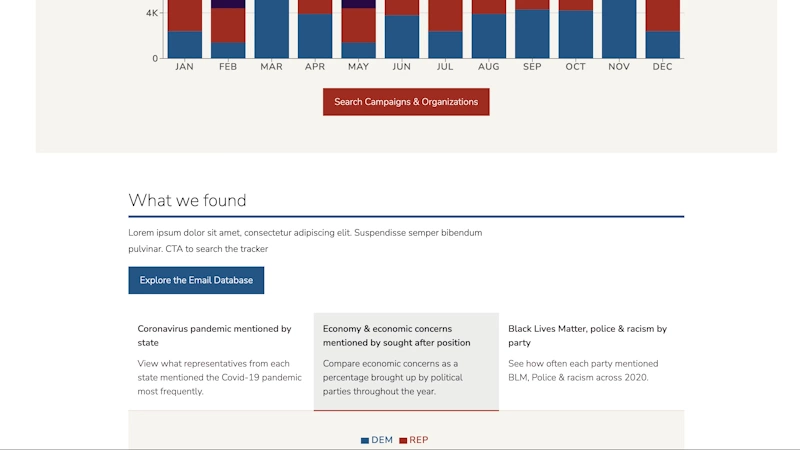 4K
0
JAN FEB MAR APR MAY JUN JUL AUG SEP OCT NOV DEC
Search Campaigns & Organizations
What we found
Lorem ipsum dolor sit amet, consectetur adipiscing elit. Suspendisse semper bibendum
pulvinar. CTA to search the tracker
Explore the Email Database
Coronavirus pandemic mentioned by
state
View what representatives from each
state mentioned the Covid-19 pandemic
most frequently.
Economy & economic concerns
mentioned by sought after position
Compare economic concerns as a
percentage brought up by political
parties throughout the year.
Black Lives Matter, police & racism by
party
See how often each party mentioned
BLM, Police & racism across 2020.
DEM REP